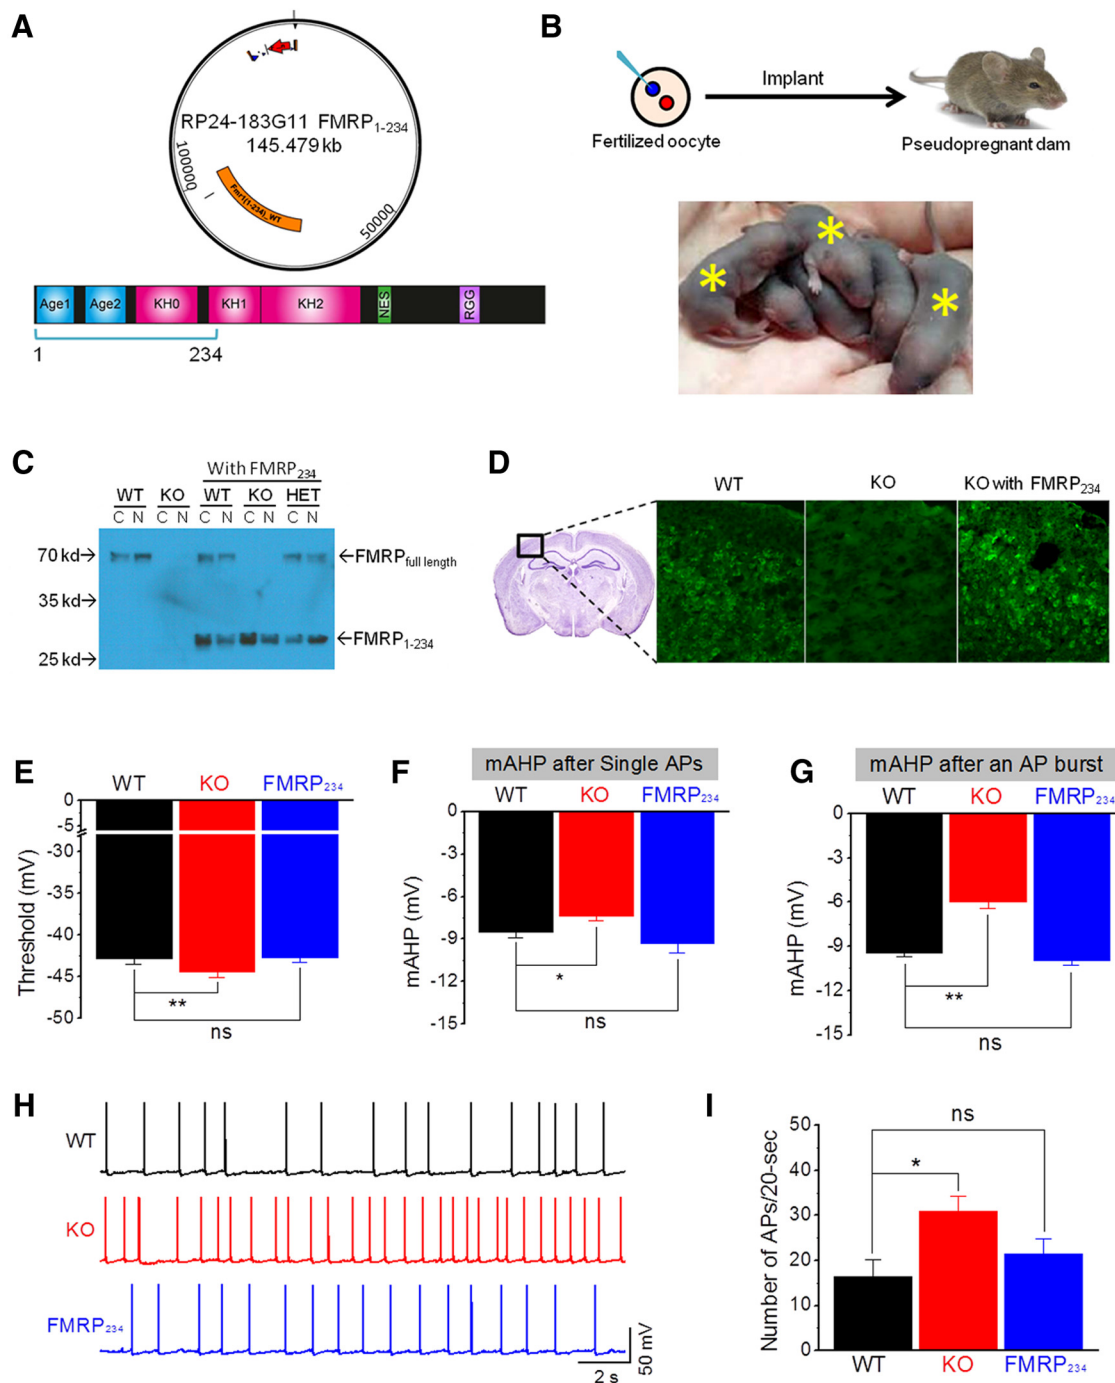 A
RP24-183G11 FMRP1-234
145.479 kb
100000
50000
Fmr1(1-234)_WT
Age1 Age2 KH0 KH1 KH2 NES RGG
1 234
B
Implant
Fertilized oocyte
Pseudopregnant dam
* * *
C
With FMRP234
WT KO WT KO HET
C N C N C N C N C N
70 kd→ ←FMRPfull length
35 kd→
←FMRP1-234
25 kd→
D
WT KO KO with FMRP234
E
WT KO FMRP234
Threshold (mV)
0
-5
-30
-35
-40
-45
-50
**
ns
F
mAHP after Single APs
WT KO FMRP234
mAHP (mV)
0
-3
-6
-9
-12
-15
*
ns
G
mAHP after an AP burst
WT KO FMRP234
mAHP (mV)
0
-3
-6
-9
-12
-15
**
ns
H
WT
KO
FMRP234
50 mV
2 s
I
Number of APs/20-sec
50
40
30
20
10
0
ns
*
WT KO FMRP234